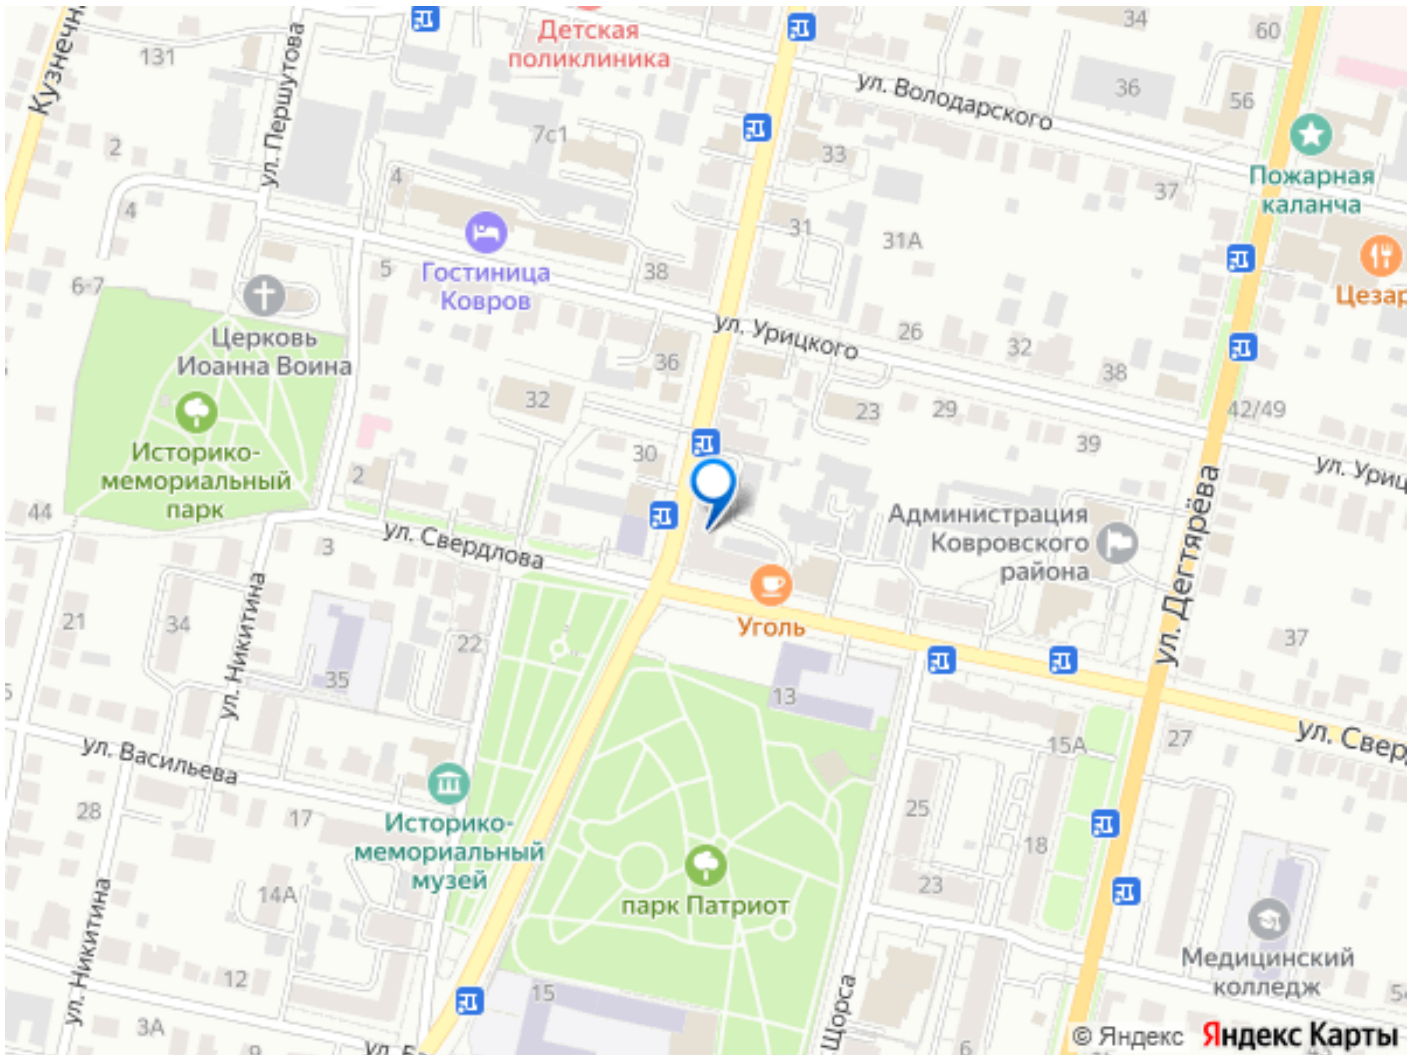 34
60
Детская
поликлиника
131
Кузнечн
ул. Першутова
ул. Володарского
36
56
7с1
2
33
4
Пожарная
каланча
37
4
31
31А
Гостиница
Ковров
5
38
6-7
Цезар
Церковь
Иоанна Воина
ул. Урицкого
26
32
36
38
32
23
29
42/49
39
Историко-
мемориальный
парк
30
2
ул. Уриц
44
ул. Свердлова
3
Администрация
Ковровского
района
ул. Дегтярёва
21
34
ул. Никитина
22
Уголь
37
35
13
5
ул. Васильева
15А
27
ул. Сверд
28
17
25
Историко-
мемориальный
музей
18
14А
23
парк Патриот
ул. Никитина
12
Медицинский
колледж
15
54
3А
9
Щорса
6
© Яндекс Яндекс Карты